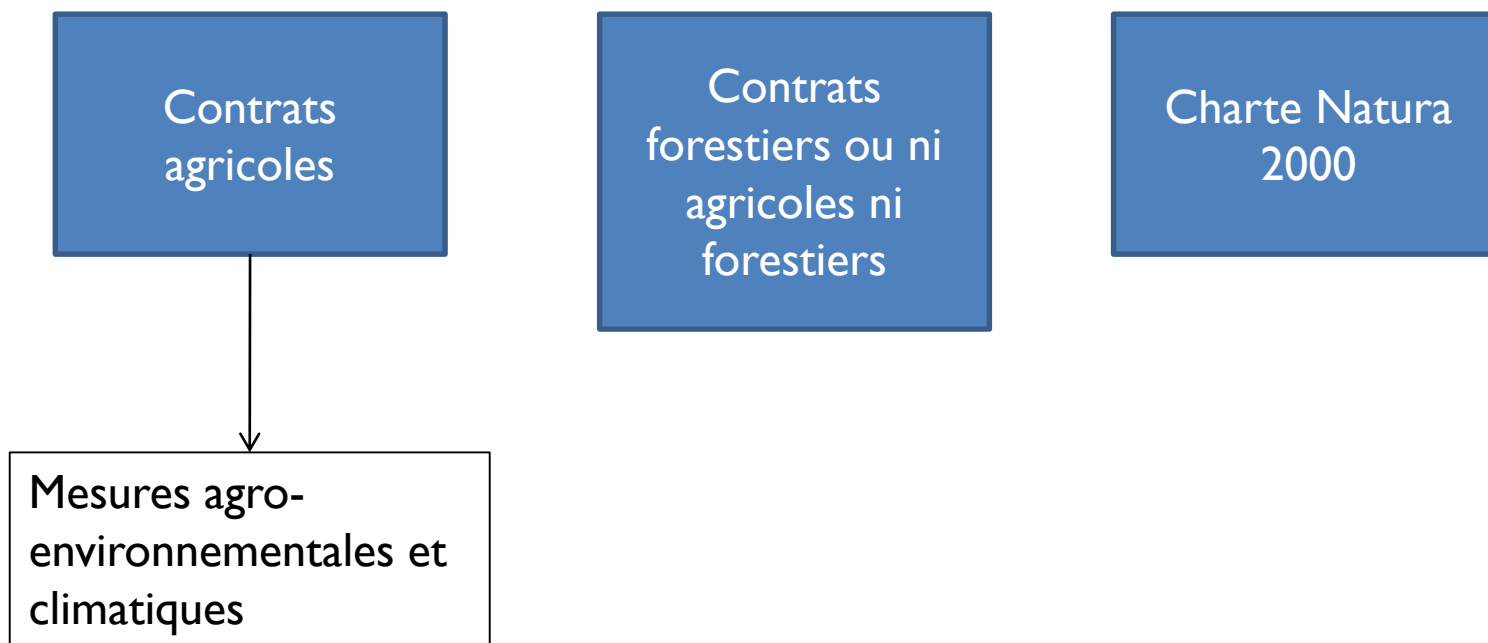 Contrats
agricoles
Contrats
forestiers ou ni
agricoles ni
forestiers
Charte Natura
2000
Mesures agro-
environnementales et
climatiques